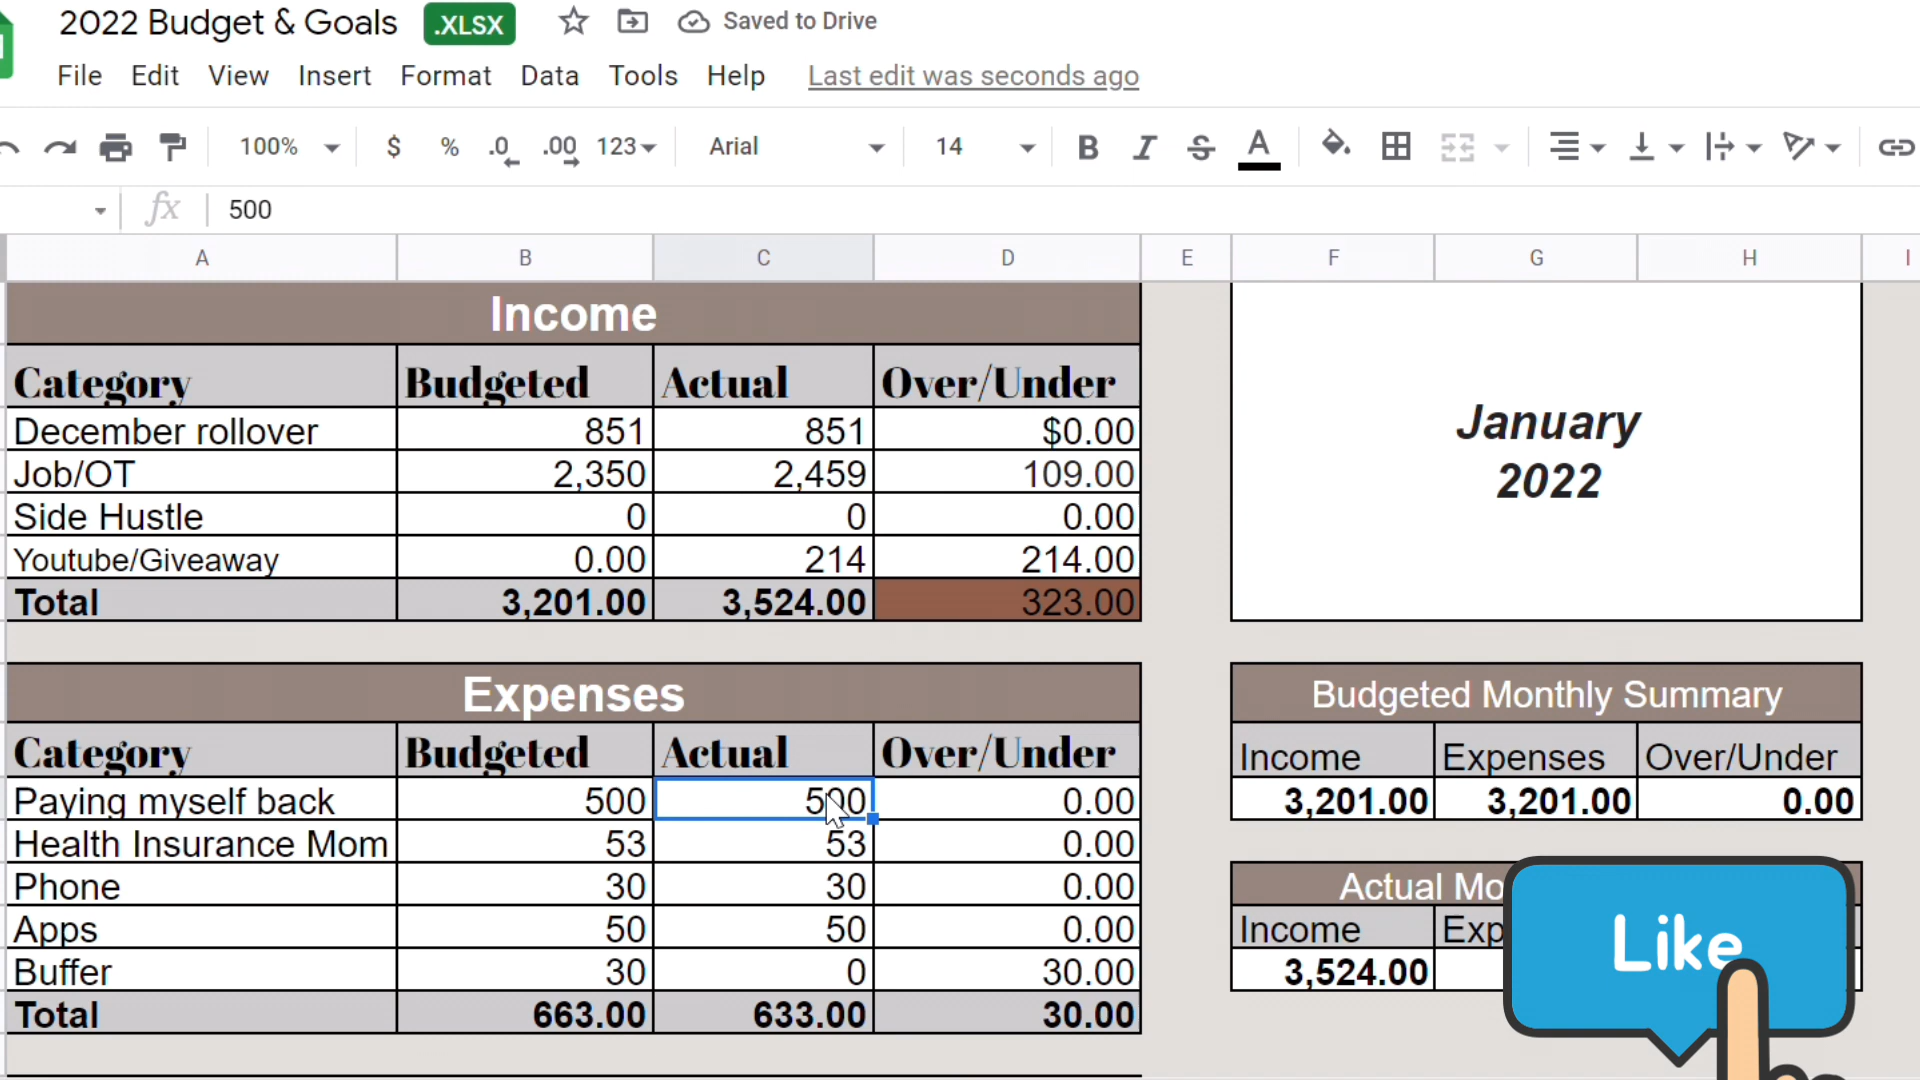 2022 Budget & Goals .XLSX Saved to Drive
File Edit View Insert Format Data Tools Help Last edit was seconds ago
100% $ % .0 .00 123 Arial 14 B I S A
fx 500
A B C D E F G H I
Income
Category Budgeted Actual Over/Under
December rollover 851 851 $0.00
Job/OT 2,350 2,459 109.00
Side Hustle 0 0 0.00
Youtube/Giveaway 0.00 214 214.00
Total 3,201.00 3,524.00 323.00
January
2022
Expenses
Category Budgeted Actual Over/Under
Paying myself back 500 500 0.00
Health Insurance Mom 53 53 0.00
Phone 30 30 0.00
Apps 50 50 0.00
Buffer 30 0 30.00
Total 663.00 633.00 30.00
Budgeted Monthly Summary
Income Expenses Over/Under
3,201.00 3,201.00 0.00
Actual Mo
Income Exp
3,524.00
Like